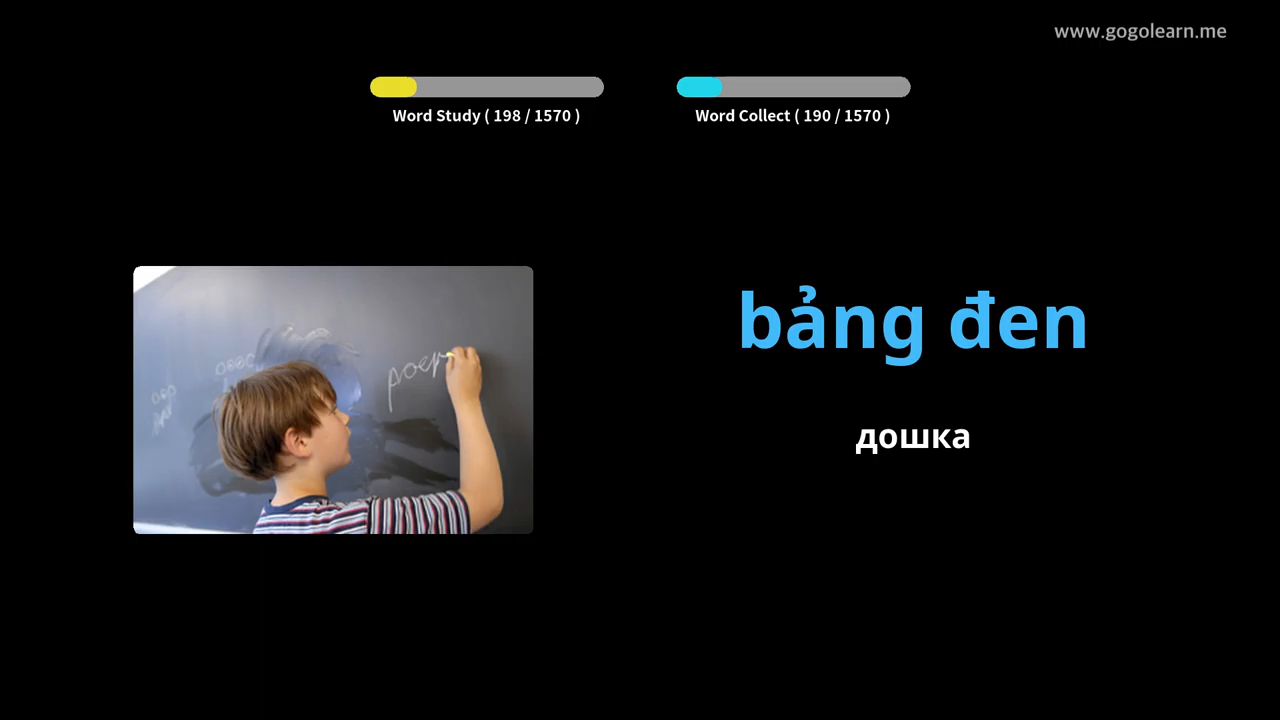 www.gogolearn.me
Word Study ( 198 / 1570 )
Word Collect ( 190 / 1570 )
bảng đen
дошка